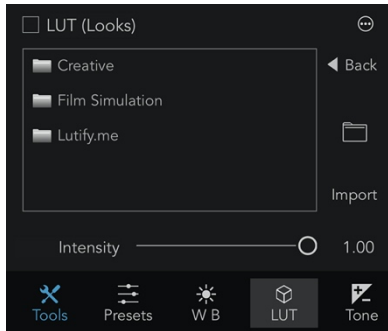 LUT (Looks)
Creative
Back
Film Simulation
Lutify.me
Import
Intensity 1.00
Tools Presets W B LUT Tone